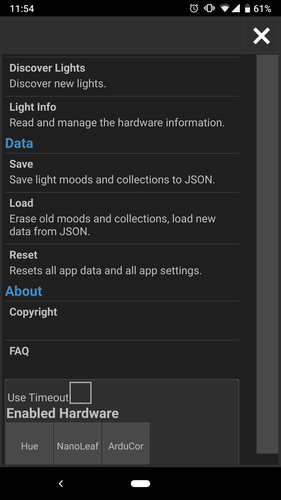 11:54
61%
Discover Lights
Discover new lights.
Light Info
Read and manage the hardware information.
Data
Save
Save light moods and collections to JSON.
Load
Erase old moods and collections, load new
data from JSON.
Reset
Resets all app data and all app settings.
About
Copyright
FAQ
Use Timeout
Enabled Hardware
Hue
NanoLeaf
ArduCor